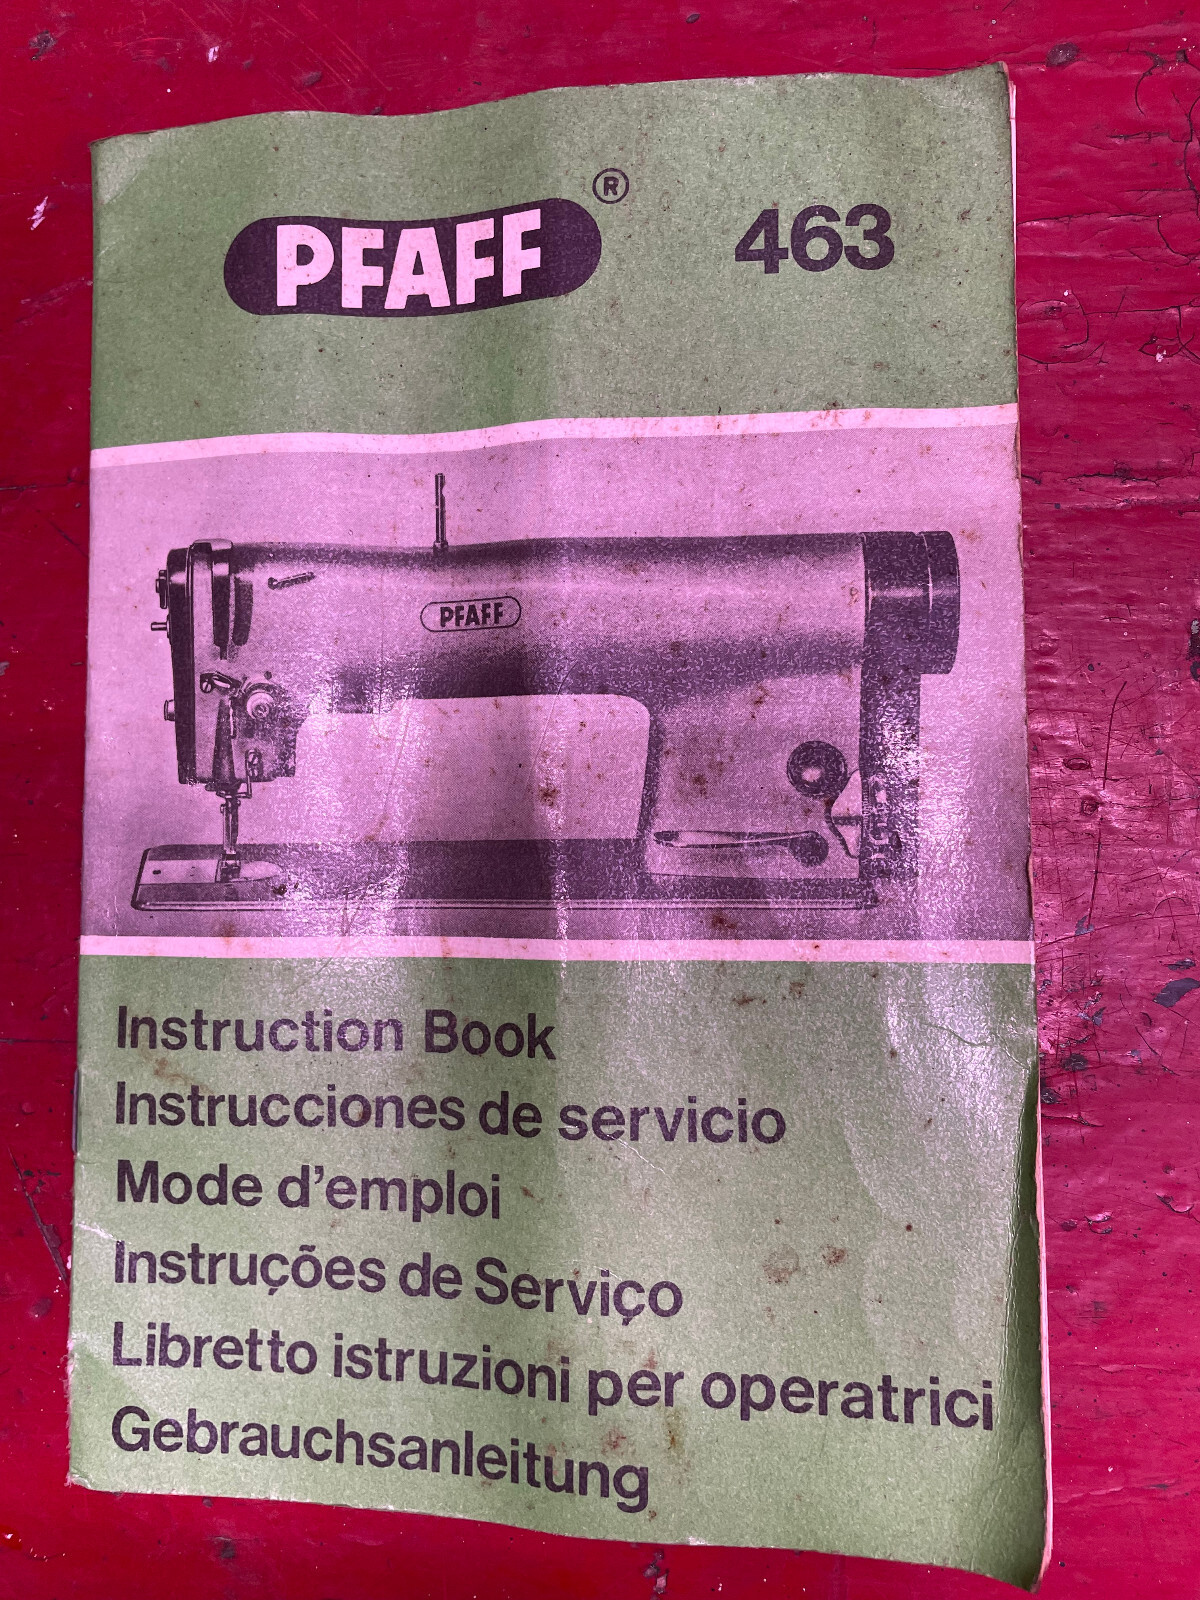 PFAFF ® 463
PFAFF
Instruction Book
Instrucciones de servicio
Mode d'emploi
Instruções de Serviço
Libretto istruzioni per operatrici
Gebrauchsanleitung